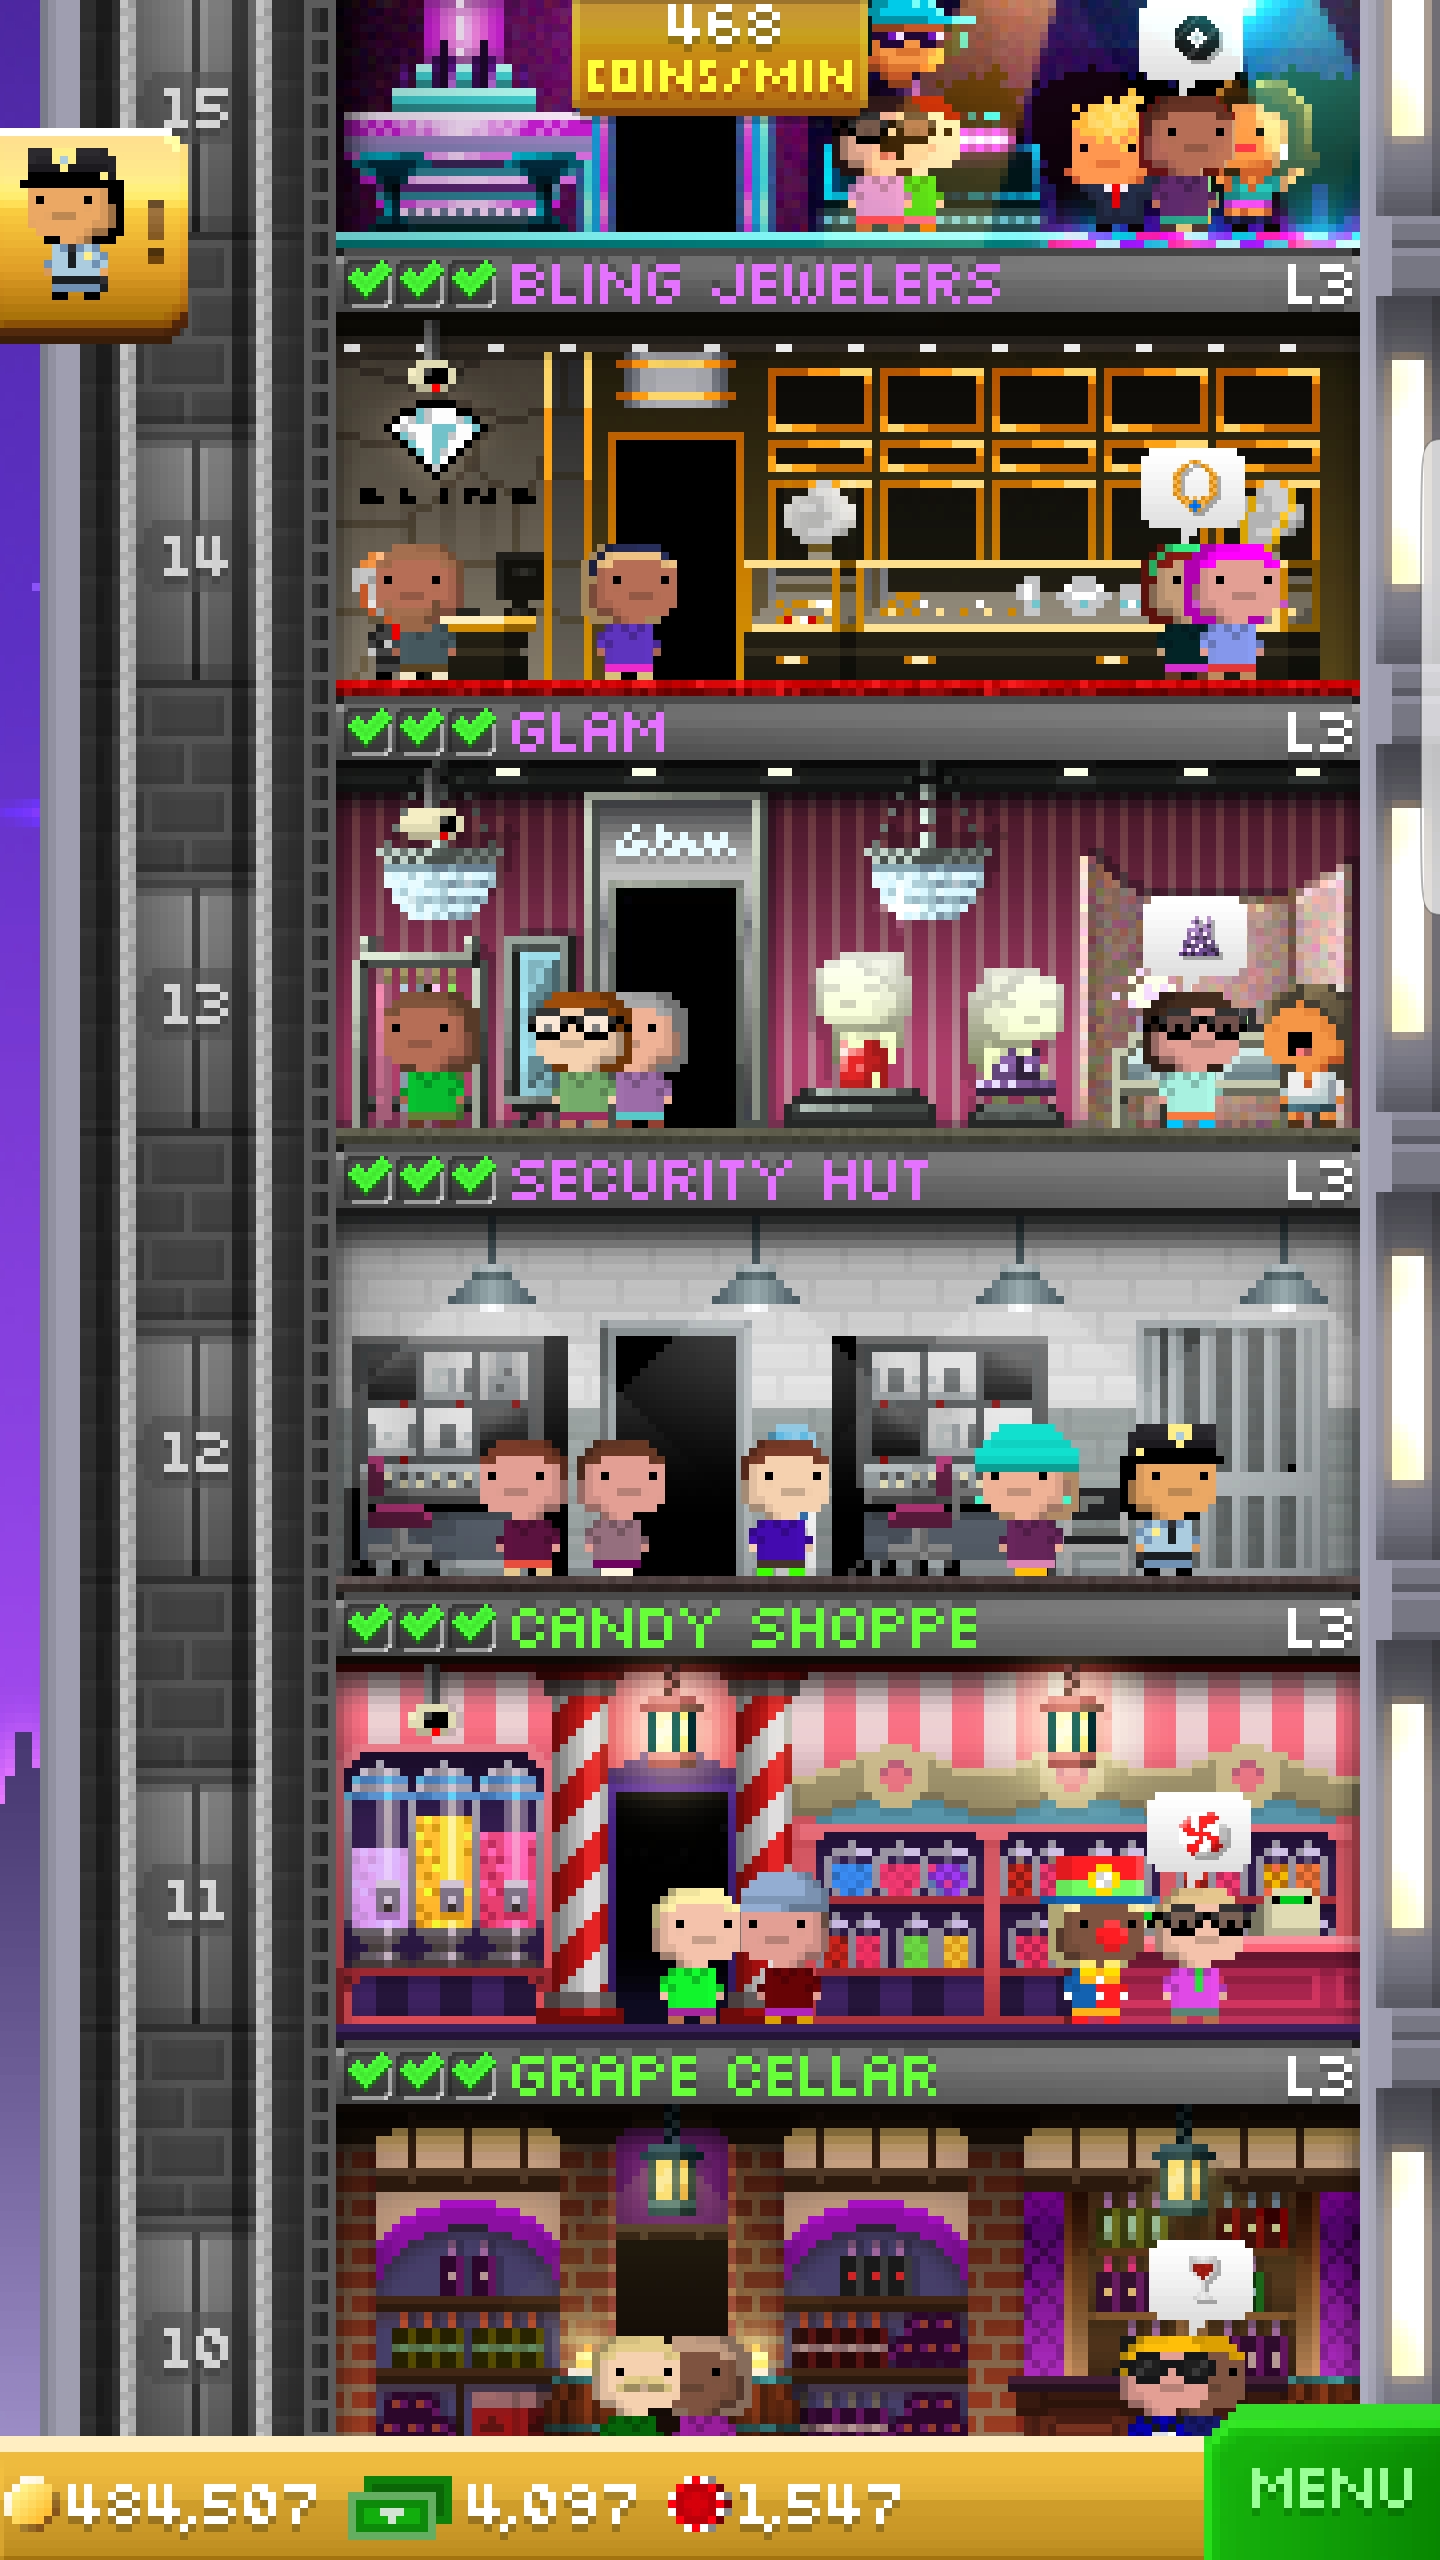 468
COINS/MIN
15
!
BLING JEWELERS L3
BLING
14
GLAM L3
Glam
13
SECURITY HUT L3
12
CANDY SHOPPE L3
11
GRAPE CELLAR L3
10
484,507 4,097 1,547
MENU